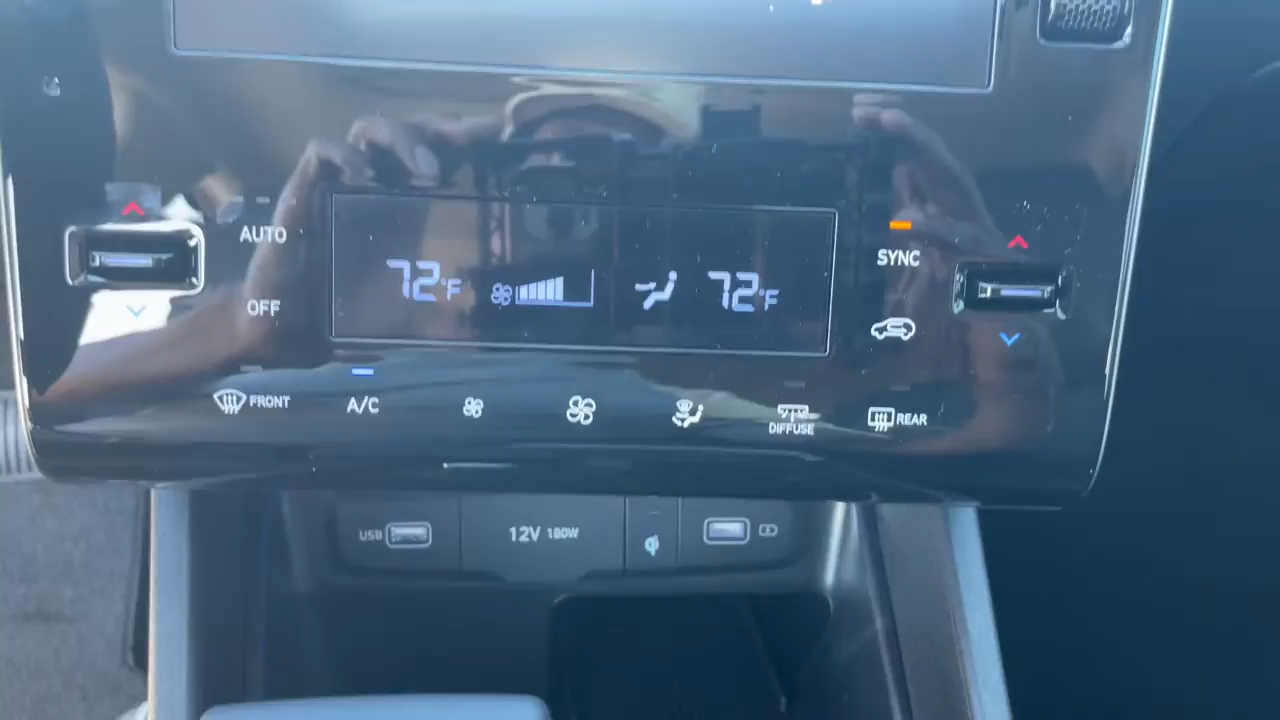 AUTO
OFF
72°F
72°F
SYNC
FRONT
A/C
DIFFUSE
REAR
USB
12V 180W